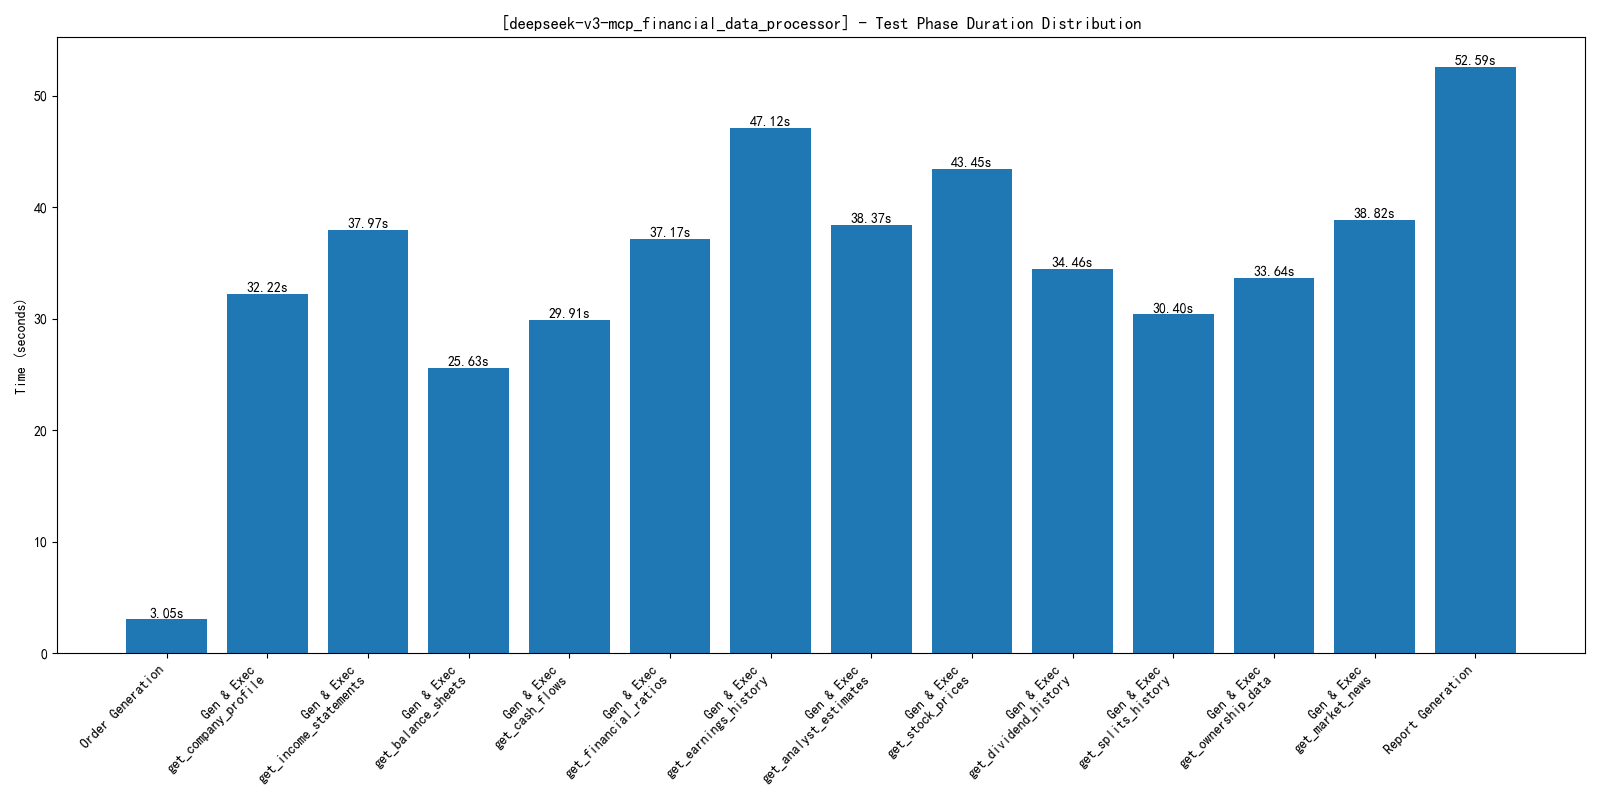 [deepseek-v3-mcp_financial_data_processor] - Test Phase Duration Distribution
Time (seconds)
50
40
30
20
10
0
3.05s
32.22s
37.97s
25.63s
29.91s
37.17s
47.12s
38.37s
43.45s
34.46s
30.40s
33.64s
38.82s
52.59s
Order Generation
Gen & Exec
get_company_profile
Gen & Exec
get_income_statements
Gen & Exec
get_balance_sheets
Gen & Exec
get_cash_flows
Gen & Exec
get_financial_ratios
Gen & Exec
get_earnings_history
Gen & Exec
get_analyst_estimates
Gen & Exec
get_stock_prices
Gen & Exec
get_dividend_history
Gen & Exec
get_splits_history
Gen & Exec
get_ownership_data
Gen & Exec
get_market_news
Report Generation